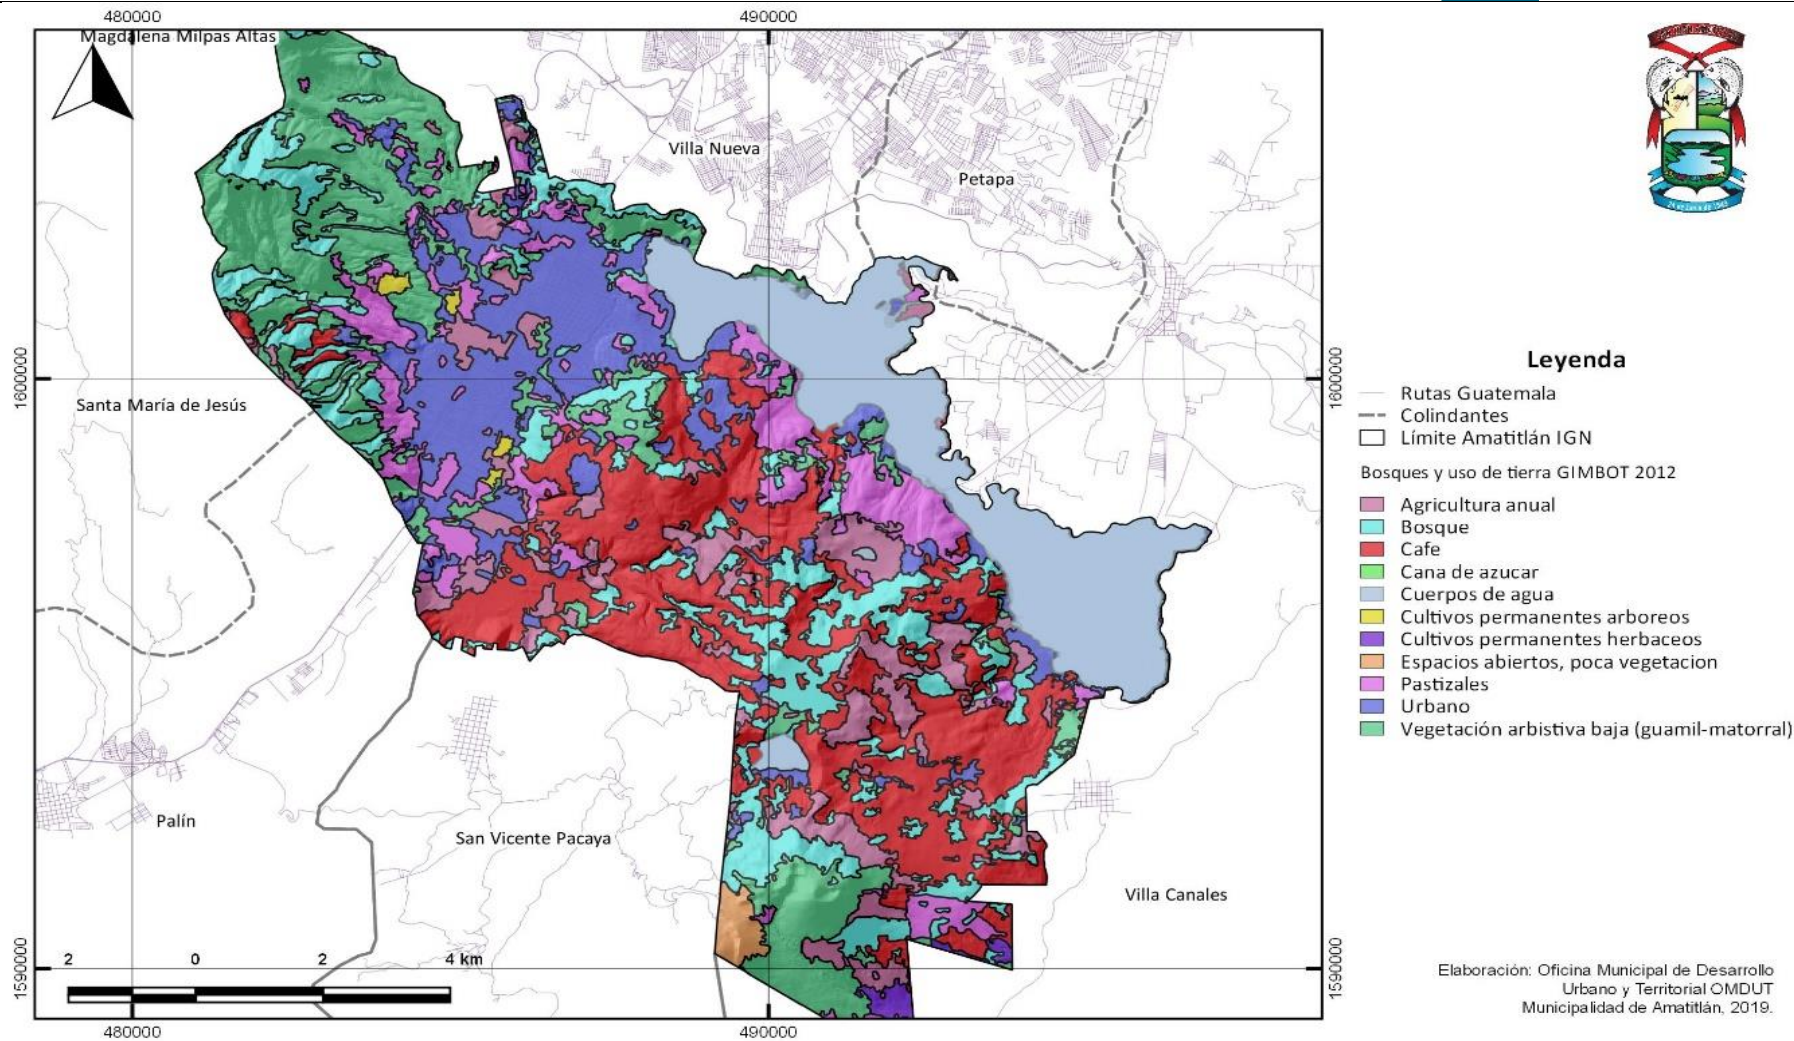 480000
490000
Magdalena Milpas Altas
Villa Nueva
Petapa
1600000
1600000
Santa María de Jesús
Palín
San Vicente Pacaya
Villa Canales
2 0 2 4 km
1590000
1590000
480000
490000
Leyenda
Rutas Guatemala
Colindantes
Límite Amatitlán IGN
Bosques y uso de tierra GIMBOT 2012
Agricultura anual
Bosque
Cafe
Cana de azucar
Cuerpos de agua
Cultivos permanentes arboreos
Cultivos permanentes herbaceos
Espacios abiertos, poca vegetacion
Pastizales
Urbano
Vegetación arbistiva baja (guamil-matorral)
Elaboración: Oficina Municipal de Desarrollo
Urbano y Territorial OMDUT
Municipalidad de Amatitlán, 2019.